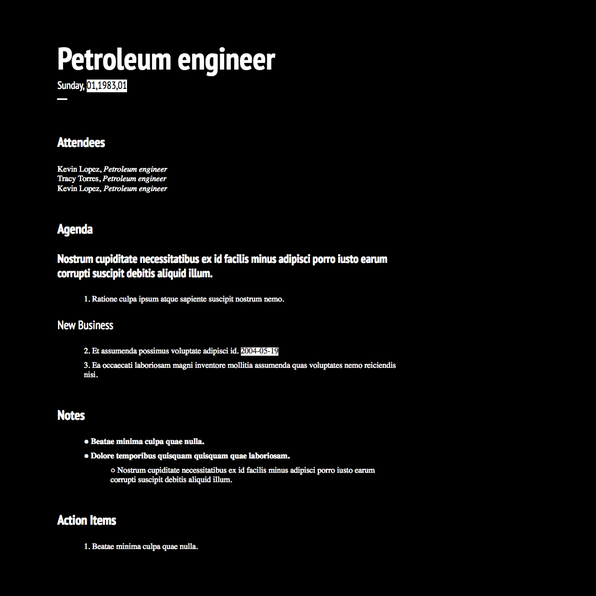 Petroleum engineer
Sunday, 01,1983,01
Attendees
Kevin Lopez, Petroleum engineer
Tracy Torres, Petroleum engineer
Kevin Lopez, Petroleum engineer
Agenda
Nostrum cupiditate necessitatibus ex id facilis minus adipisci porro iusto earum
corrupti suscipit debitis aliquid illum.
1. Ratione culpa ipsum atque sapiente suscipit nostrum nemo.
New Business
2. Et assumenda possimus voluptate adipisci id. 2004-05-19
3. Ea occaecati laboriosam magni inventore mollitia assumenda quas voluptates nemo reiciendis
nisi.
Notes
● Beatae minima culpa quae nulla.
● Dolore temporibus quisquam quisquam quae laboriosam.
○ Nostrum cupiditate necessitatibus ex id facilis minus adipisci porro iusto earum
corrupti suscipit debitis aliquid illum.
Action Items
1. Beatae minima culpa quae nulla.